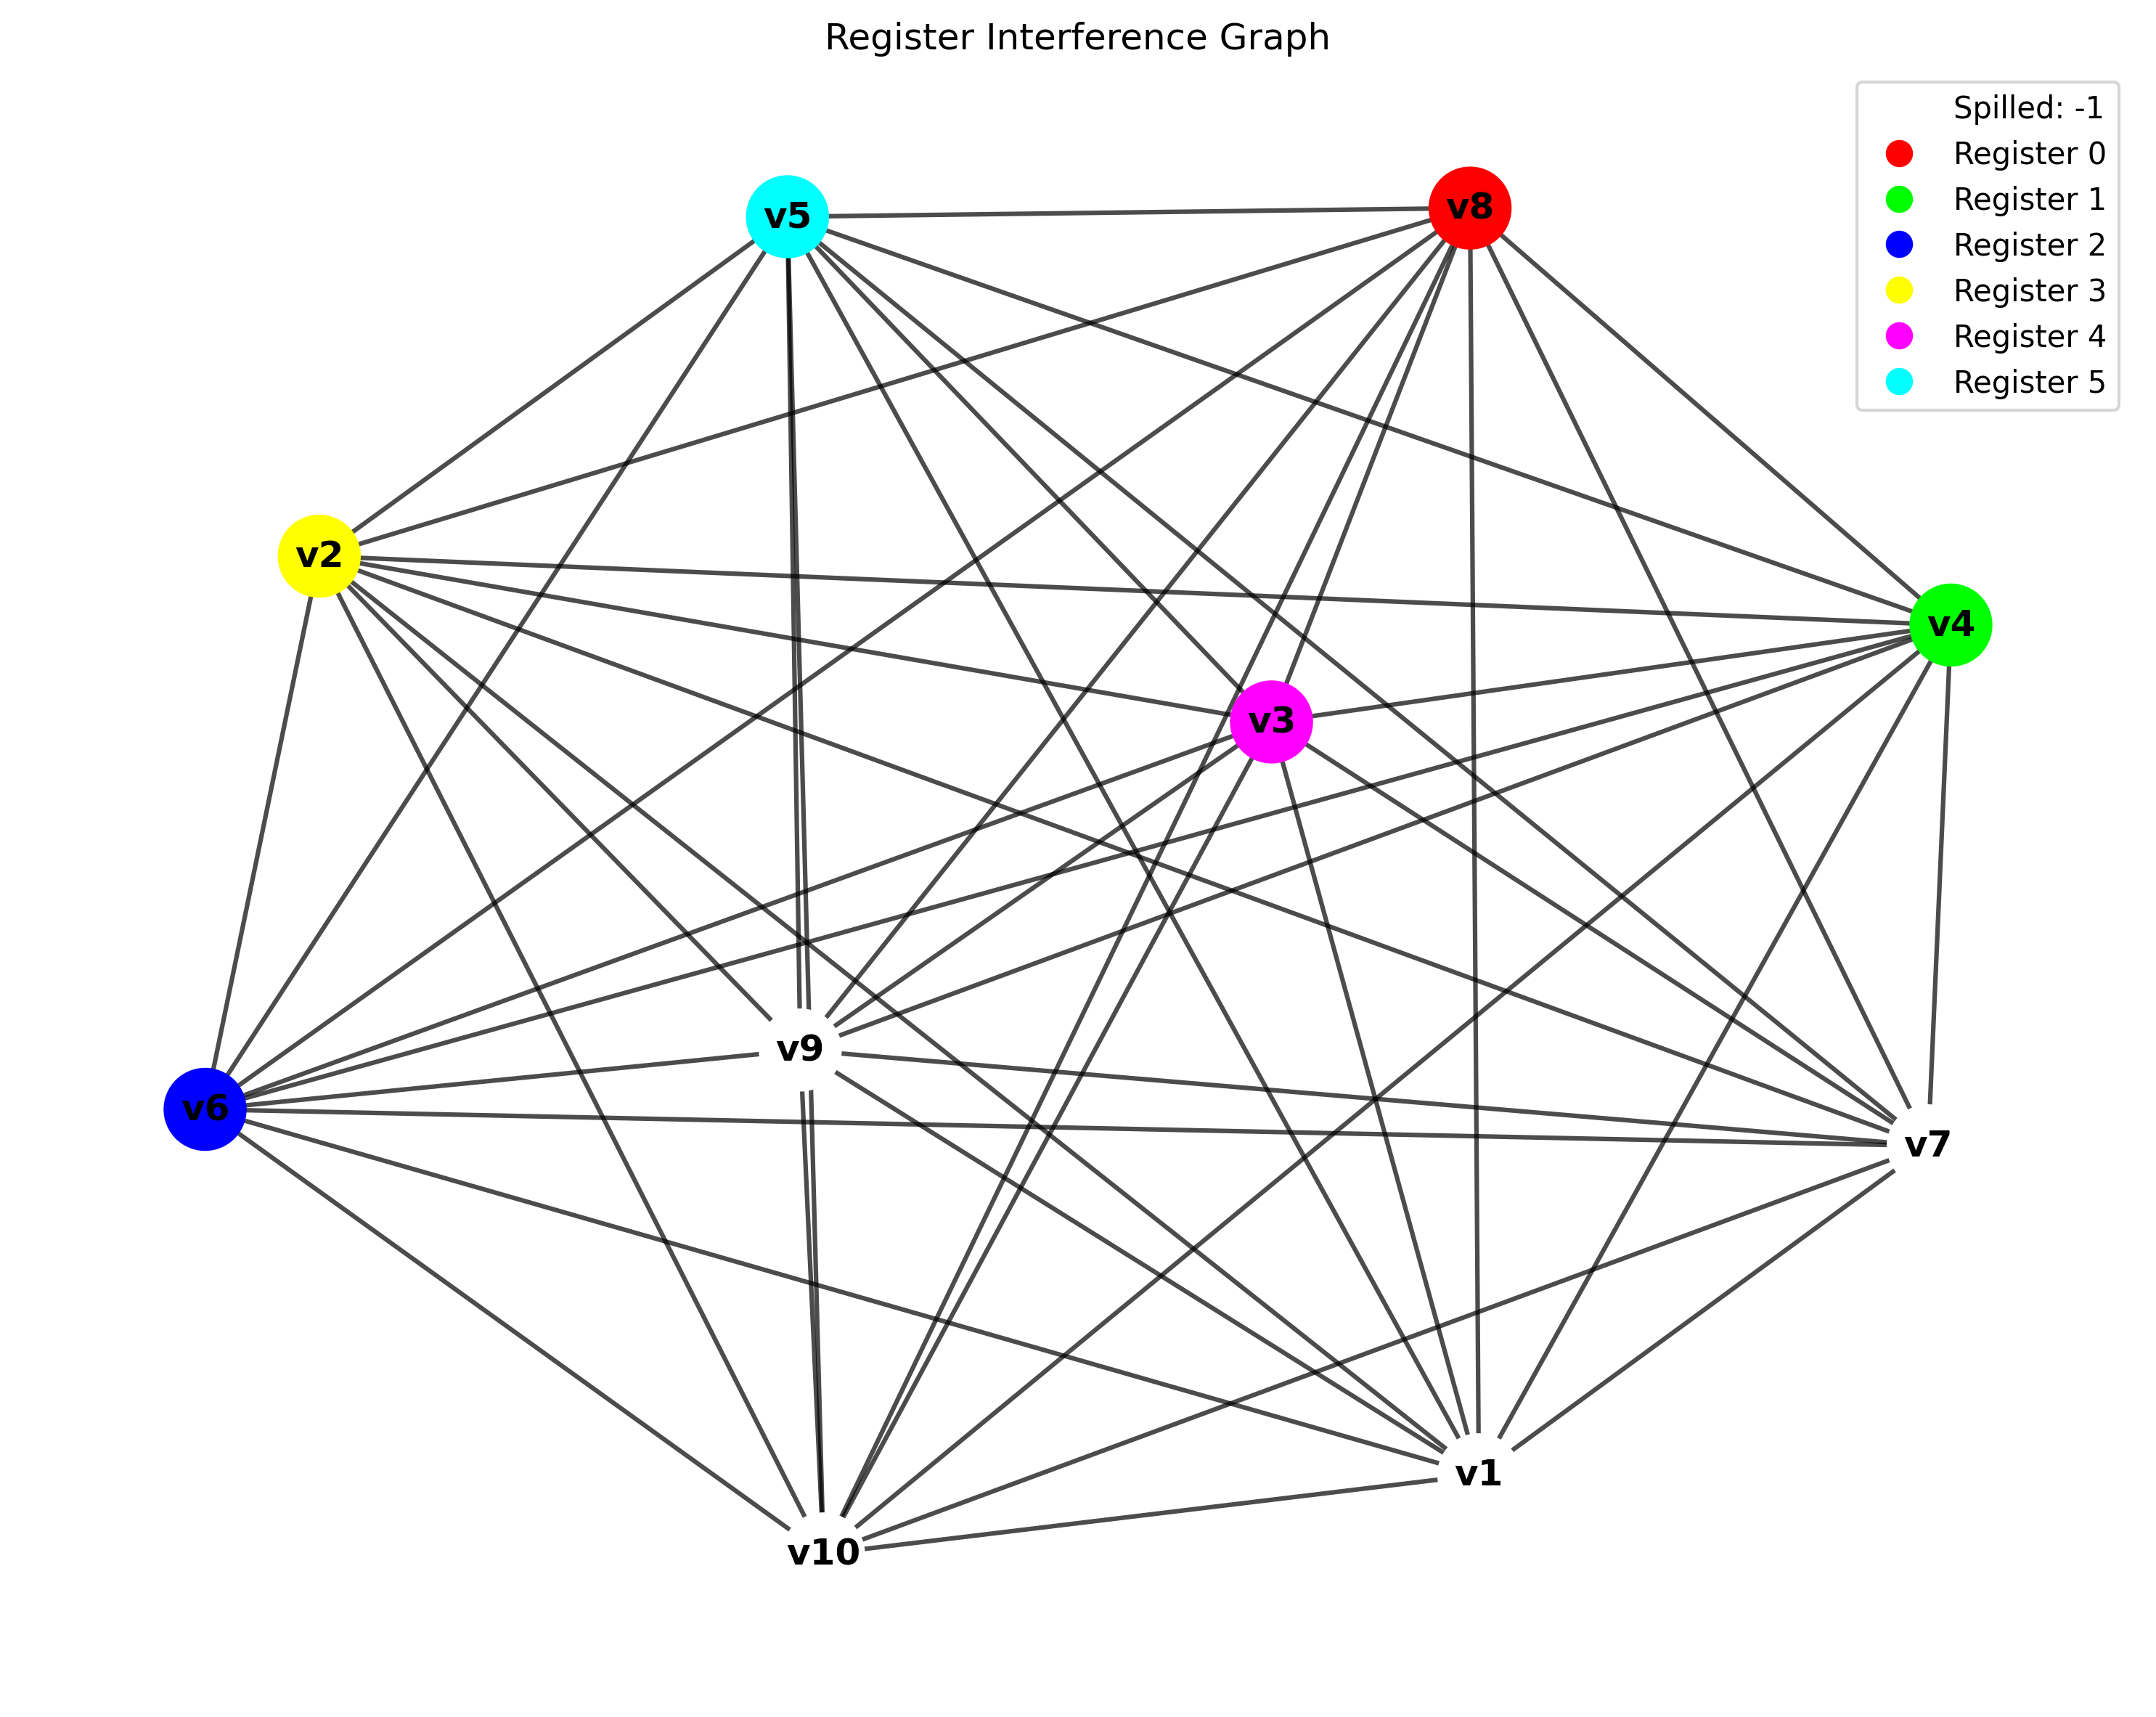 Register Interference Graph
Spilled: -1
Register 0
Register 1
Register 2
Register 3
Register 4
Register 5
v5
v8
v2
v4
v3
v9
v6
v7
v1
v10